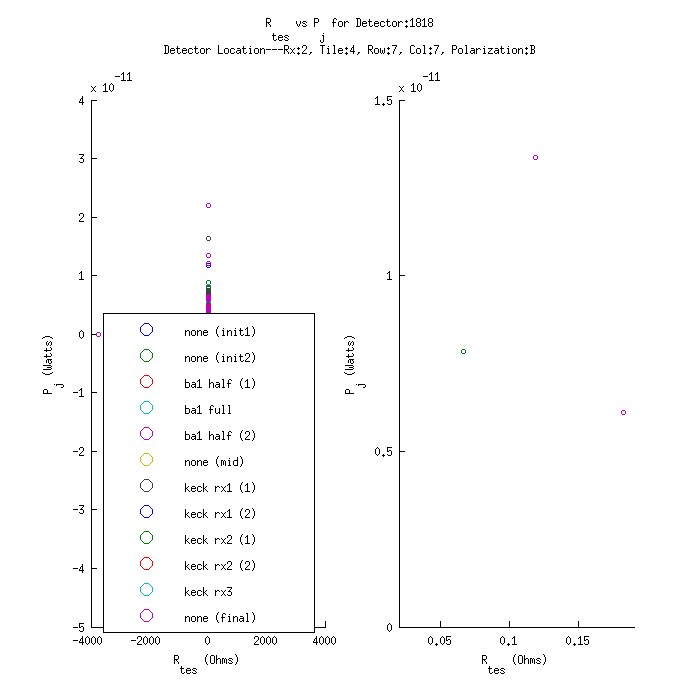 R    vs P  for Detector:1818
tes    j
Detector Location---Rx:2, Tile:4, Row:7, Col:7, Polarization:B
x 10^-11
4
3
2
1
0
-1
-2
-3
-4
-5
-4000 -2000 0 2000 4000
P_j (Watts)
R_tes (Ohms)
none (init1)
none (init2)
ba1 half (1)
ba1 full
ba1 half (2)
none (mid)
keck rx1 (1)
keck rx1 (2)
keck rx2 (1)
keck rx2 (2)
keck rx3
none (final)
x 10^-11
1.5
1
0.5
0
0.05 0.1 0.15
P_j (Watts)
R_tes (Ohms)